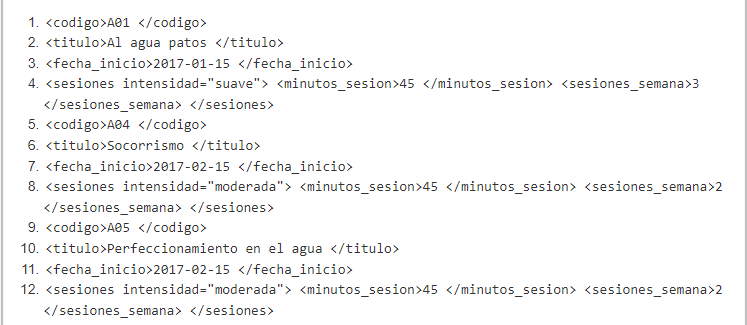 1. <codigo>A01 </codigo>
2. <titulo>Al agua patos </titulo>
3. <fecha_inicio>2017-01-15 </fecha_inicio>
4. <sesiones intensidad="suave"> <minutos_sesion>45 </minutos_sesion> <sesiones_semana>3
</sesiones_semana> </sesiones>
5. <codigo>A04 </codigo>
6. <titulo>Socorrismo </titulo>
7. <fecha_inicio>2017-02-15 </fecha_inicio>
8. <sesiones intensidad="moderada"> <minutos_sesion>45 </minutos_sesion> <sesiones_semana>2
</sesiones_semana> </sesiones>
9. <codigo>A05 </codigo>
10. <titulo>Perfeccionamiento en el agua </titulo>
11. <fecha_inicio>2017-02-15 </fecha_inicio>
12. <sesiones intensidad="moderada"> <minutos_sesion>45 </minutos_sesion> <sesiones_semana>2
</sesiones_semana> </sesiones>